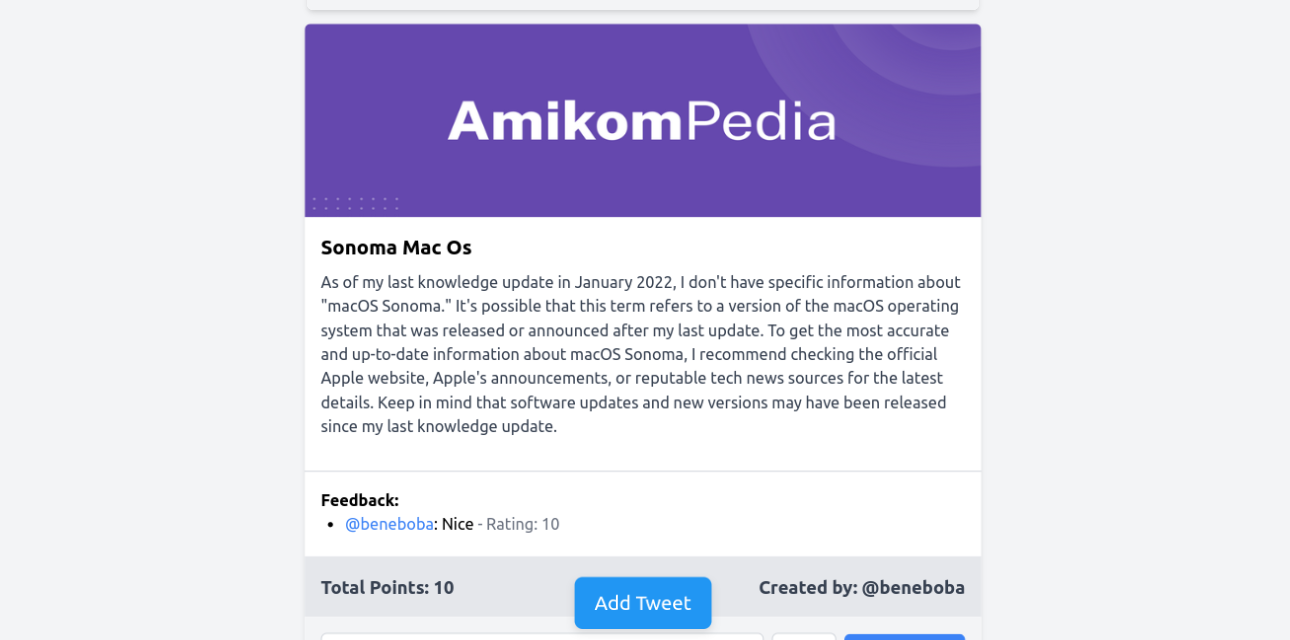 AmikomPedia
Sonoma Mac Os
As of my last knowledge update in January 2022, I don't have specific information about
"macOS Sonoma." It's possible that this term refers to a version of the macOS operating
system that was released or announced after my last update. To get the most accurate
and up-to-date information about macOS Sonoma, I recommend checking the official
Apple website, Apple's announcements, or reputable tech news sources for the latest
details. Keep in mind that software updates and new versions may have been released
since my last knowledge update.
Feedback:
• @beneboba: Nice - Rating: 10
Total Points: 10
Add Tweet
Created by: @beneboba